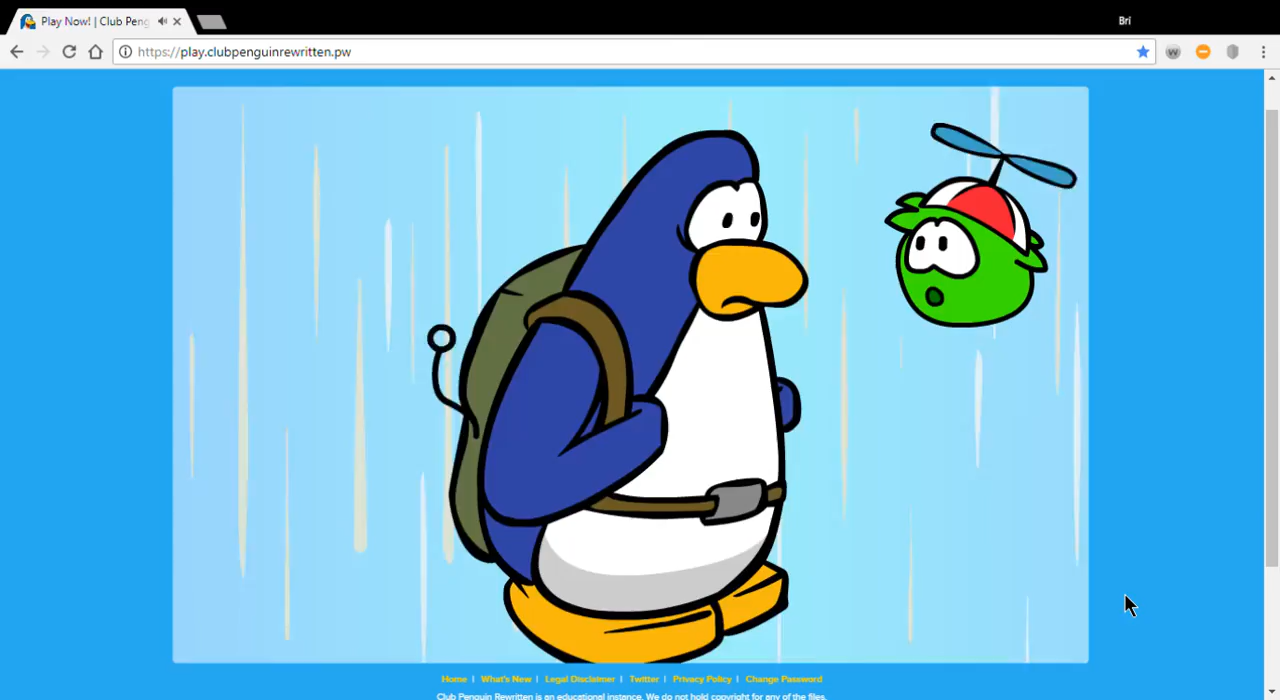 Play Now! | Club Peng
Bri
https://play.clubpenguinrewritten.pw
W
Home | What's New | Legal Disclaimer | Twitter | Privacy Policy | Change Password
Club Penguin Rewritten is an educational instance. We do not hold copyright for any of the files.